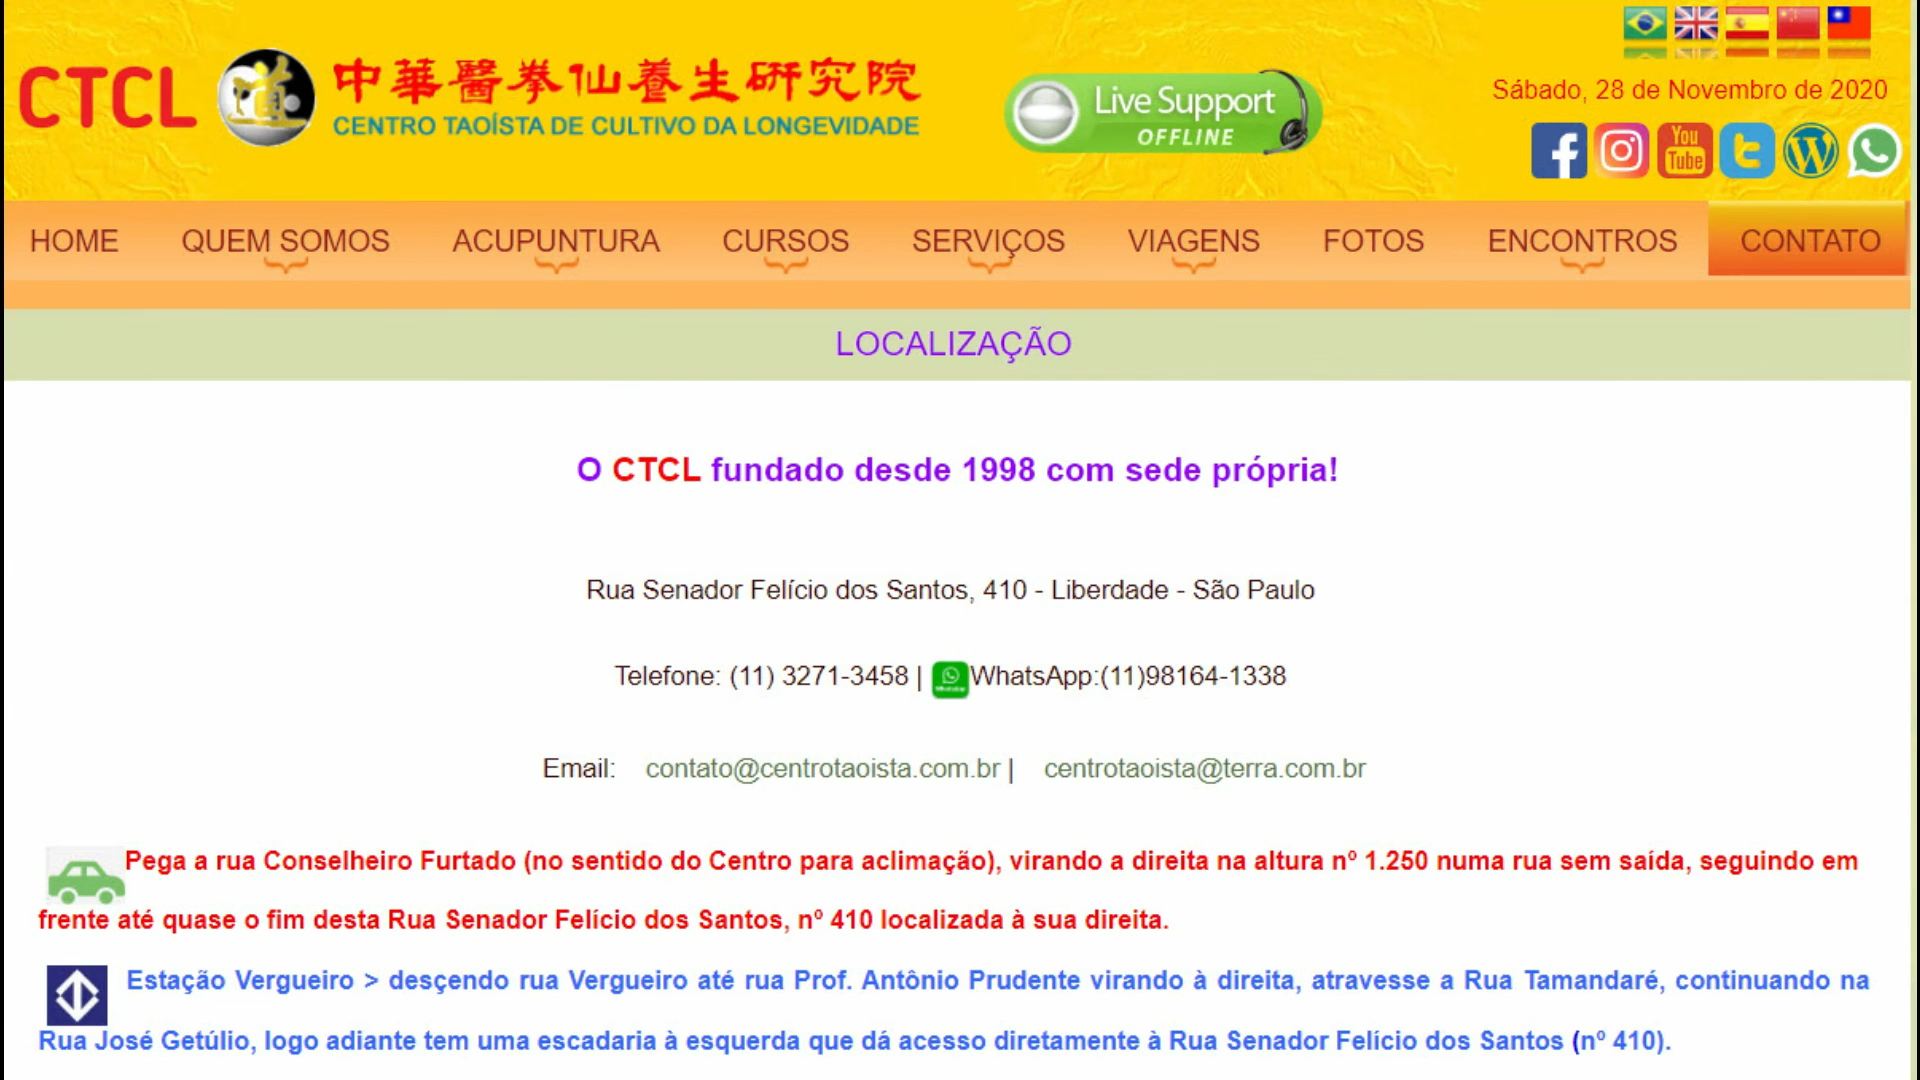 CTCL
中華醫拳仙養生研究院
CENTRO TAOÍSTA DE CULTIVO DA LONGEVIDADE
Live Support
OFFLINE
Sábado, 28 de Novembro de 2020
You
Tube
HOME QUEM SOMOS ACUPUNTURA CURSOS SERVIÇOS VIAGENS FOTOS ENCONTROS CONTATO
LOCALIZAÇÃO
O CTCL fundado desde 1998 com sede própria!
Rua Senador Felício dos Santos, 410 - Liberdade - São Paulo
Telefone: (11) 3271-3458 | WhatsApp:(11)98164-1338
Email: contato@centrotaoista.com.br | centrotaoista@terra.com.br
Pega a rua Conselheiro Furtado (no sentido do Centro para aclimação), virando a direita na altura nº 1.250 numa rua sem saída, seguindo em
frente até quase o fim desta Rua Senador Felício dos Santos, nº 410 localizada à sua direita.
Estação Vergueiro > desçendo rua Vergueiro até rua Prof. Antônio Prudente virando à direita, atravesse a Rua Tamandaré, continuando na
Rua José Getúlio, logo adiante tem uma escadaria à esquerda que dá acesso diretamente à Rua Senador Felício dos Santos (nº 410).